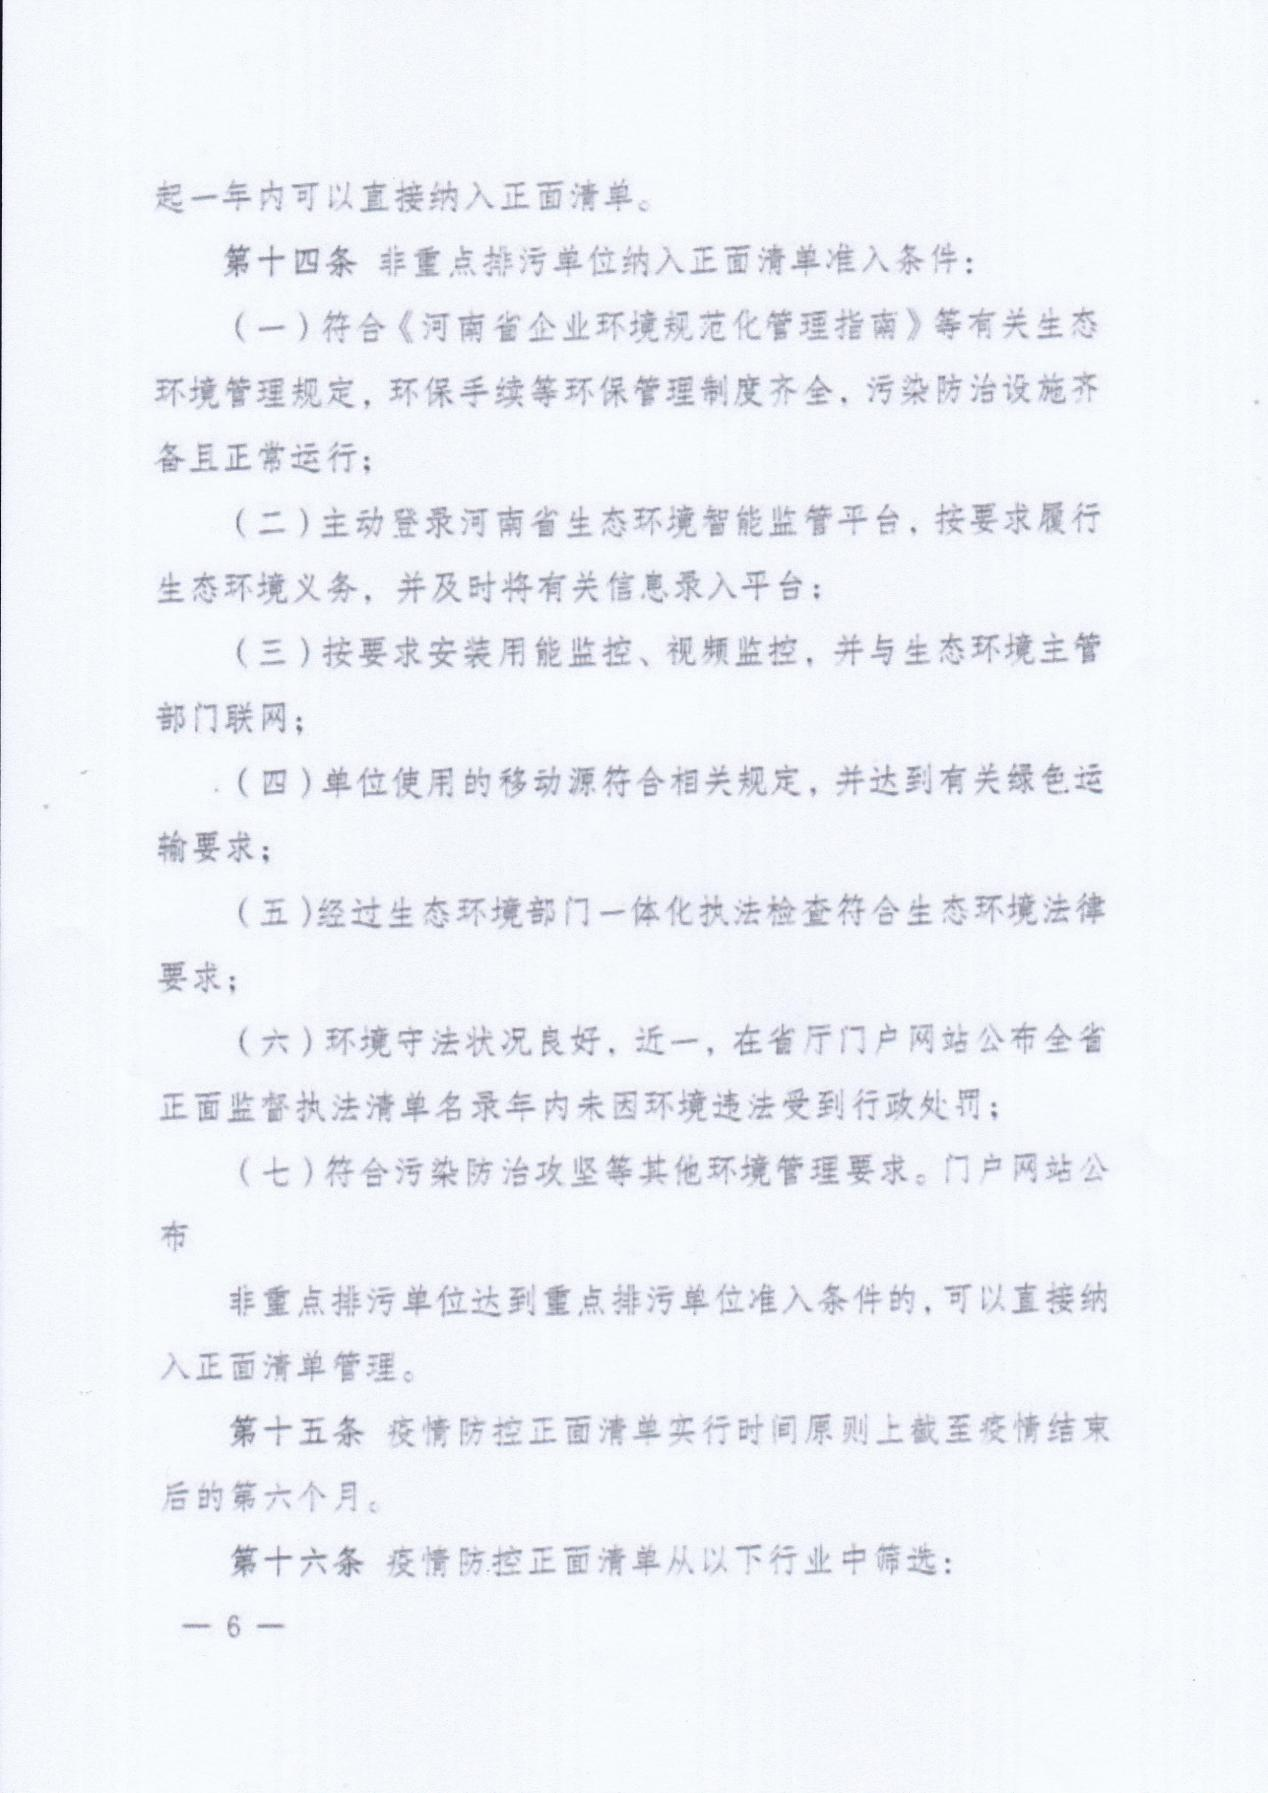 起一年内可以直接纳入正面清单。
第十四条 非重点排污单位纳入正面清单准入条件：
（一）符合《河南省企业环境规范化管理指南》等有关生态
环境管理规定，环保手续等环保管理制度齐全，污染防治设施齐
备且正常运行；
（二）主动登录河南省生态环境智能监管平台，按要求履行
生态环境义务，并及时将有关信息录入平台；
（三）按要求安装用能监控、视频监控，并与生态环境主管
部门联网；
（四）单位使用的移动源符合相关规定，并达到有关绿色运
输要求；
（五）经过生态环境部门一体化执法检查符合生态环境法律
要求；
（六）环境守法状况良好，近一，在省厅门户网站公布全省
正面监督执法清单名录年内未因环境违法受到行政处罚；
（七）符合污染防治攻坚等其他环境管理要求。门户网站公
布
非重点排污单位达到重点排污单位准入条件的，可以直接纳
入正面清单管理。
第十五条 疫情防控正面清单实行时间原则上截至疫情结束
后的第六个月。
第十六条 疫情防控正面清单从以下行业中筛选：
— 6 —